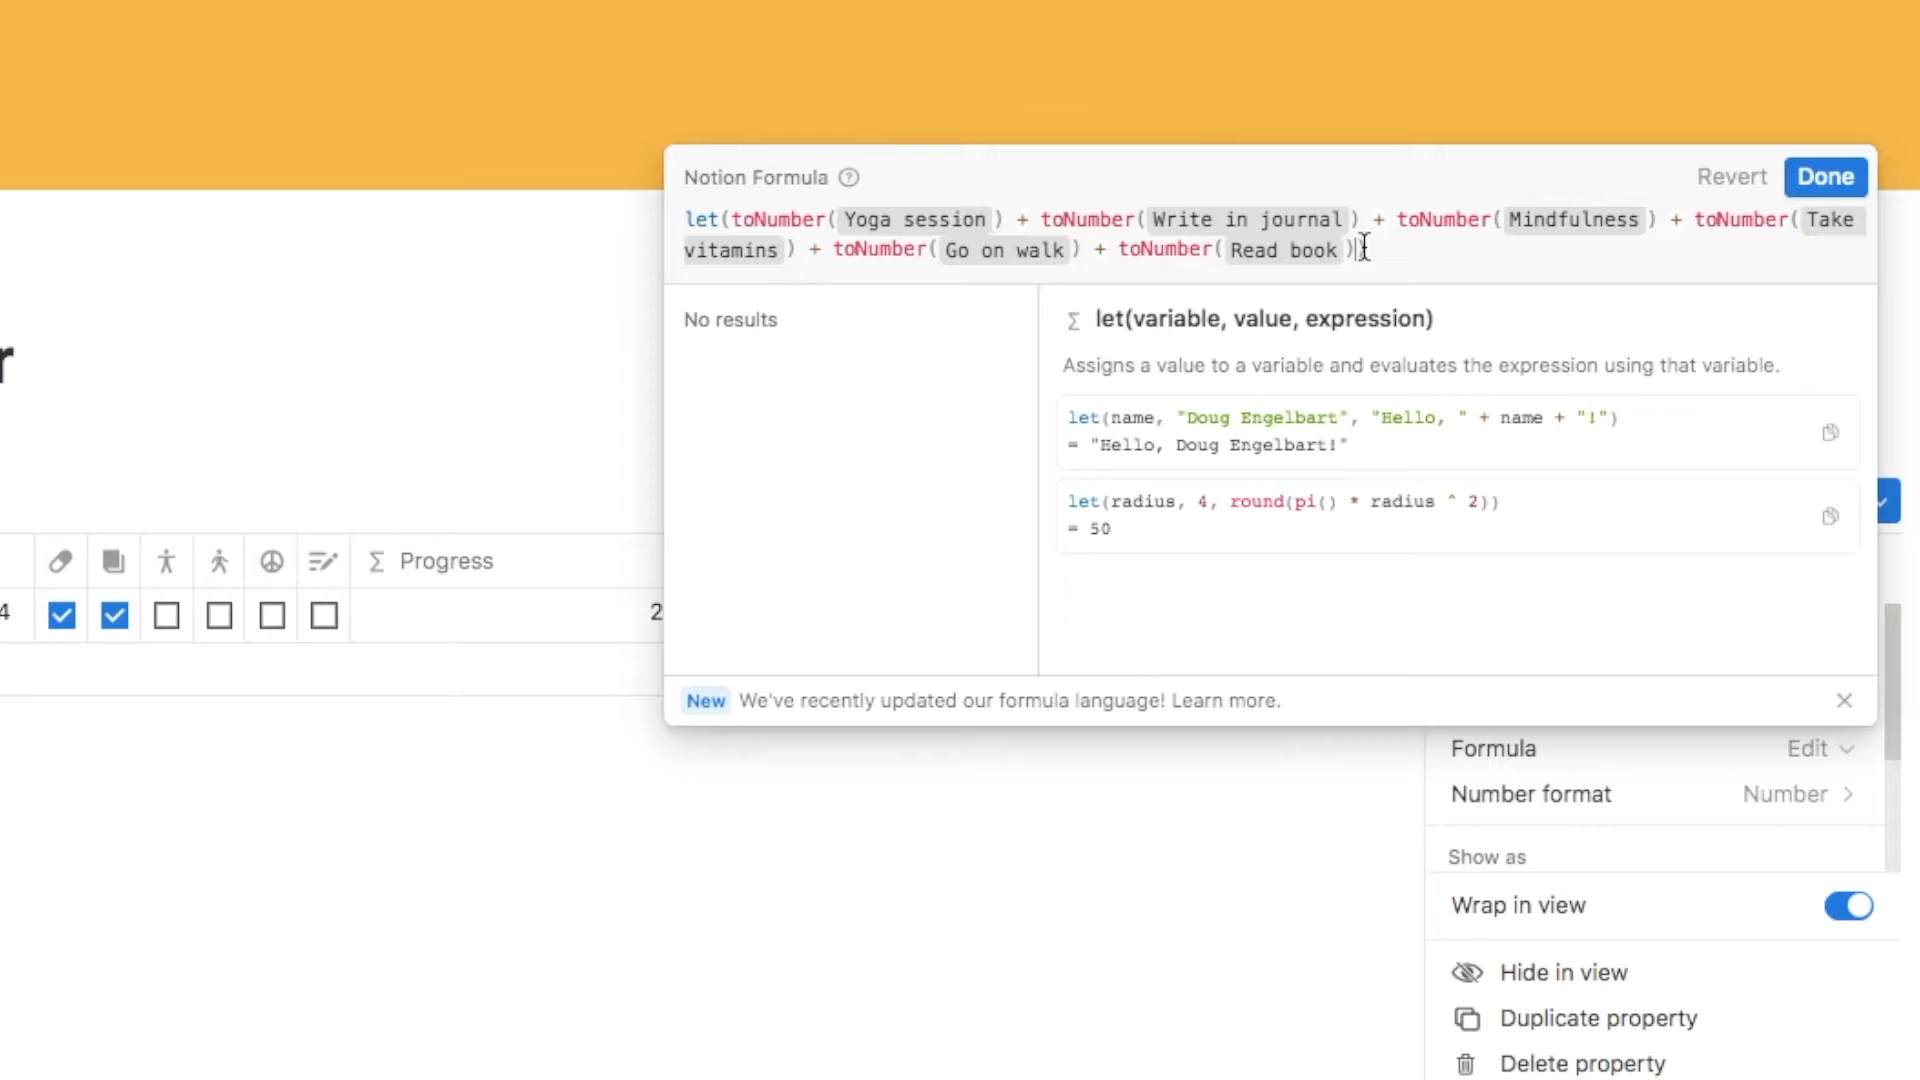 Notion Formula
Revert
Done
let(toNumber( Yoga session ) + toNumber( Write in journal ) + toNumber( Mindfulness ) + toNumber( Take
vitamins ) + toNumber( Go on walk ) + toNumber( Read book )
No results
Σ let(variable, value, expression)
Assigns a value to a variable and evaluates the expression using that variable.
let(name, "Doug Engelbart", "Hello, " + name + "!")
= "Hello, Doug Engelbart!"
let(radius, 4, round(pi() * radius ^ 2))
= 50
New We've recently updated our formula language! Learn more.
r
Σ Progress
4
2
Formula
Edit
Number format
Number
Show as
Wrap in view
Hide in view
Duplicate property
Delete property